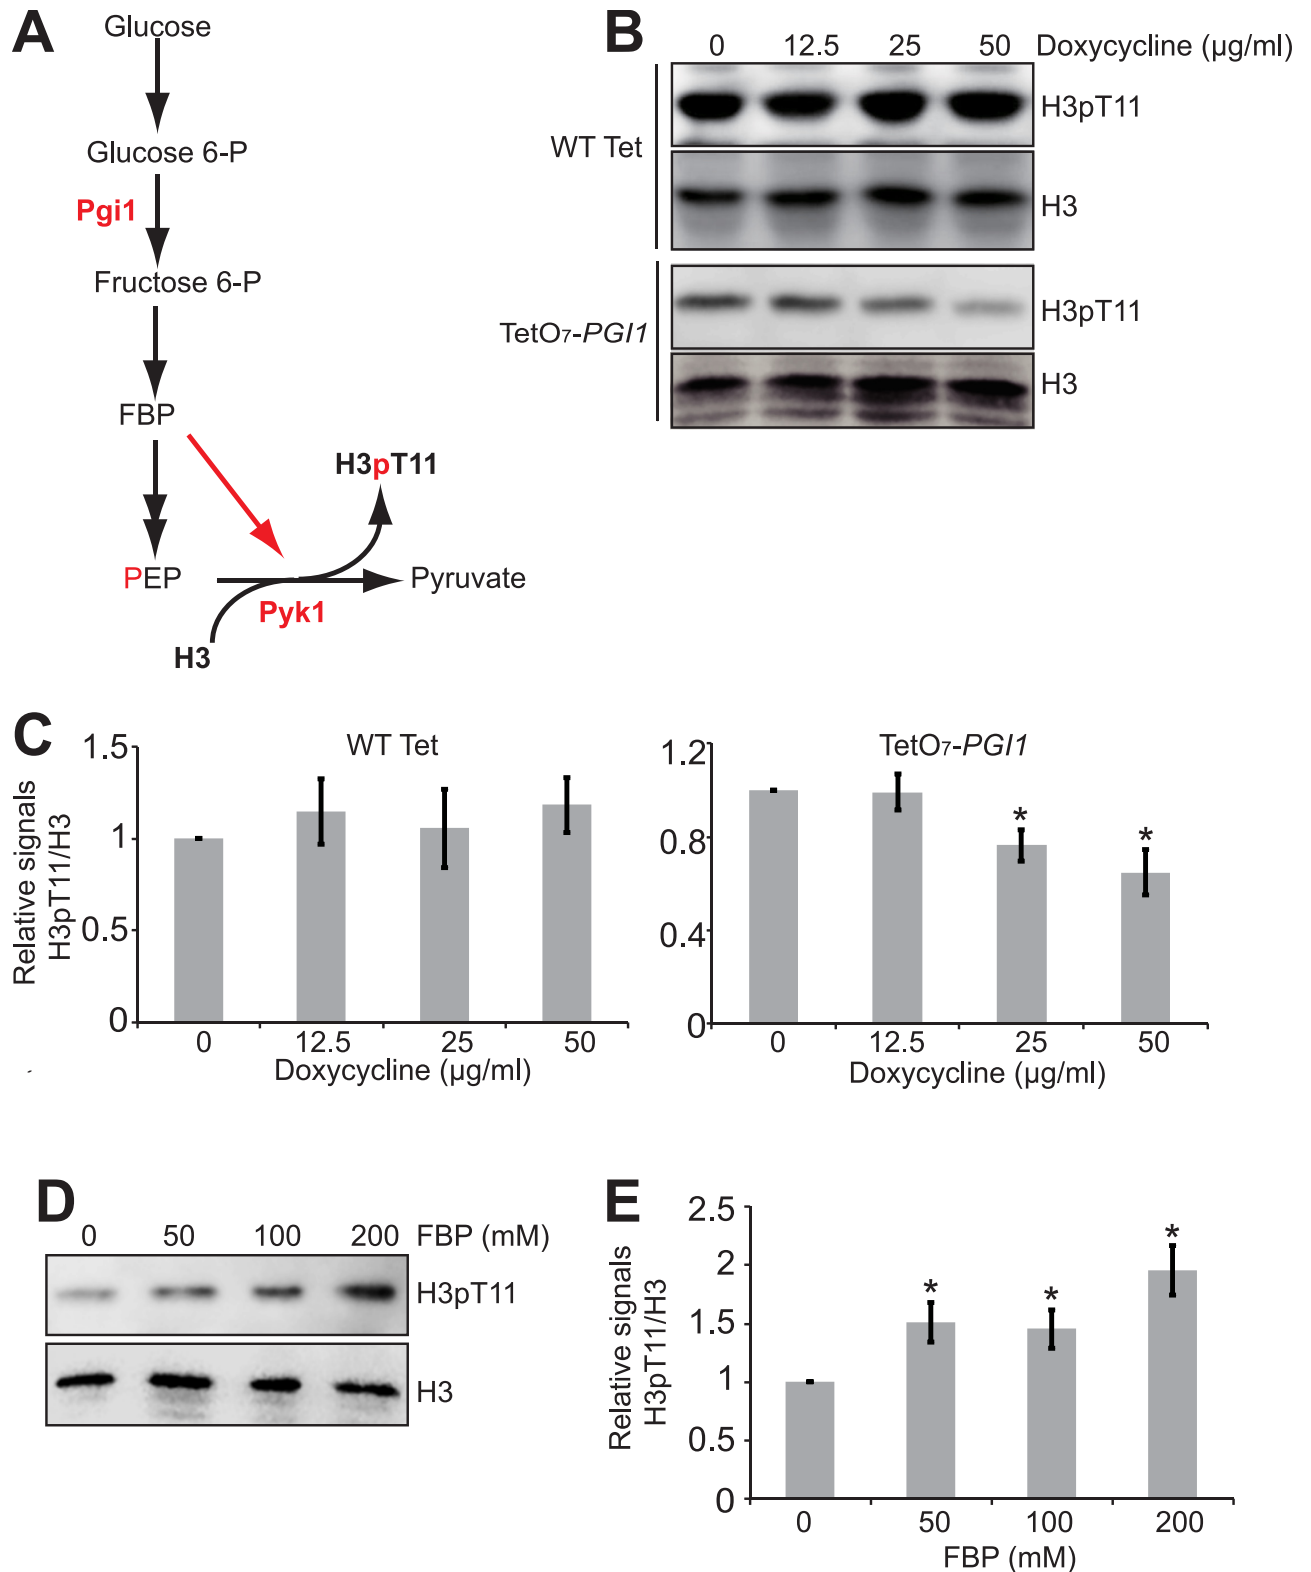 A
Glucose
Glucose 6-P
Pgi1
Fructose 6-P
FBP
H3pT11
PEP
Pyruvate
Pyk1
H3
B
0 12.5 25 50 Doxycycline (µg/ml)
WT Tet
H3pT11
H3
TetO7-PGI1
H3pT11
H3
C
WT Tet
Relative signals
H3pT11/H3
1.5
1
0.5
0
0 12.5 25 50
Doxycycline (µg/ml)
TetO7-PGI1
1.2
0.8
0.4
0
* *
0 12.5 25 50
Doxycycline (µg/ml)
D
0 50 100 200 FBP (mM)
H3pT11
H3
E
Relative signals
H3pT11/H3
2.5
2
1.5
1
0.5
0
* * *
0 50 100 200
FBP (mM)